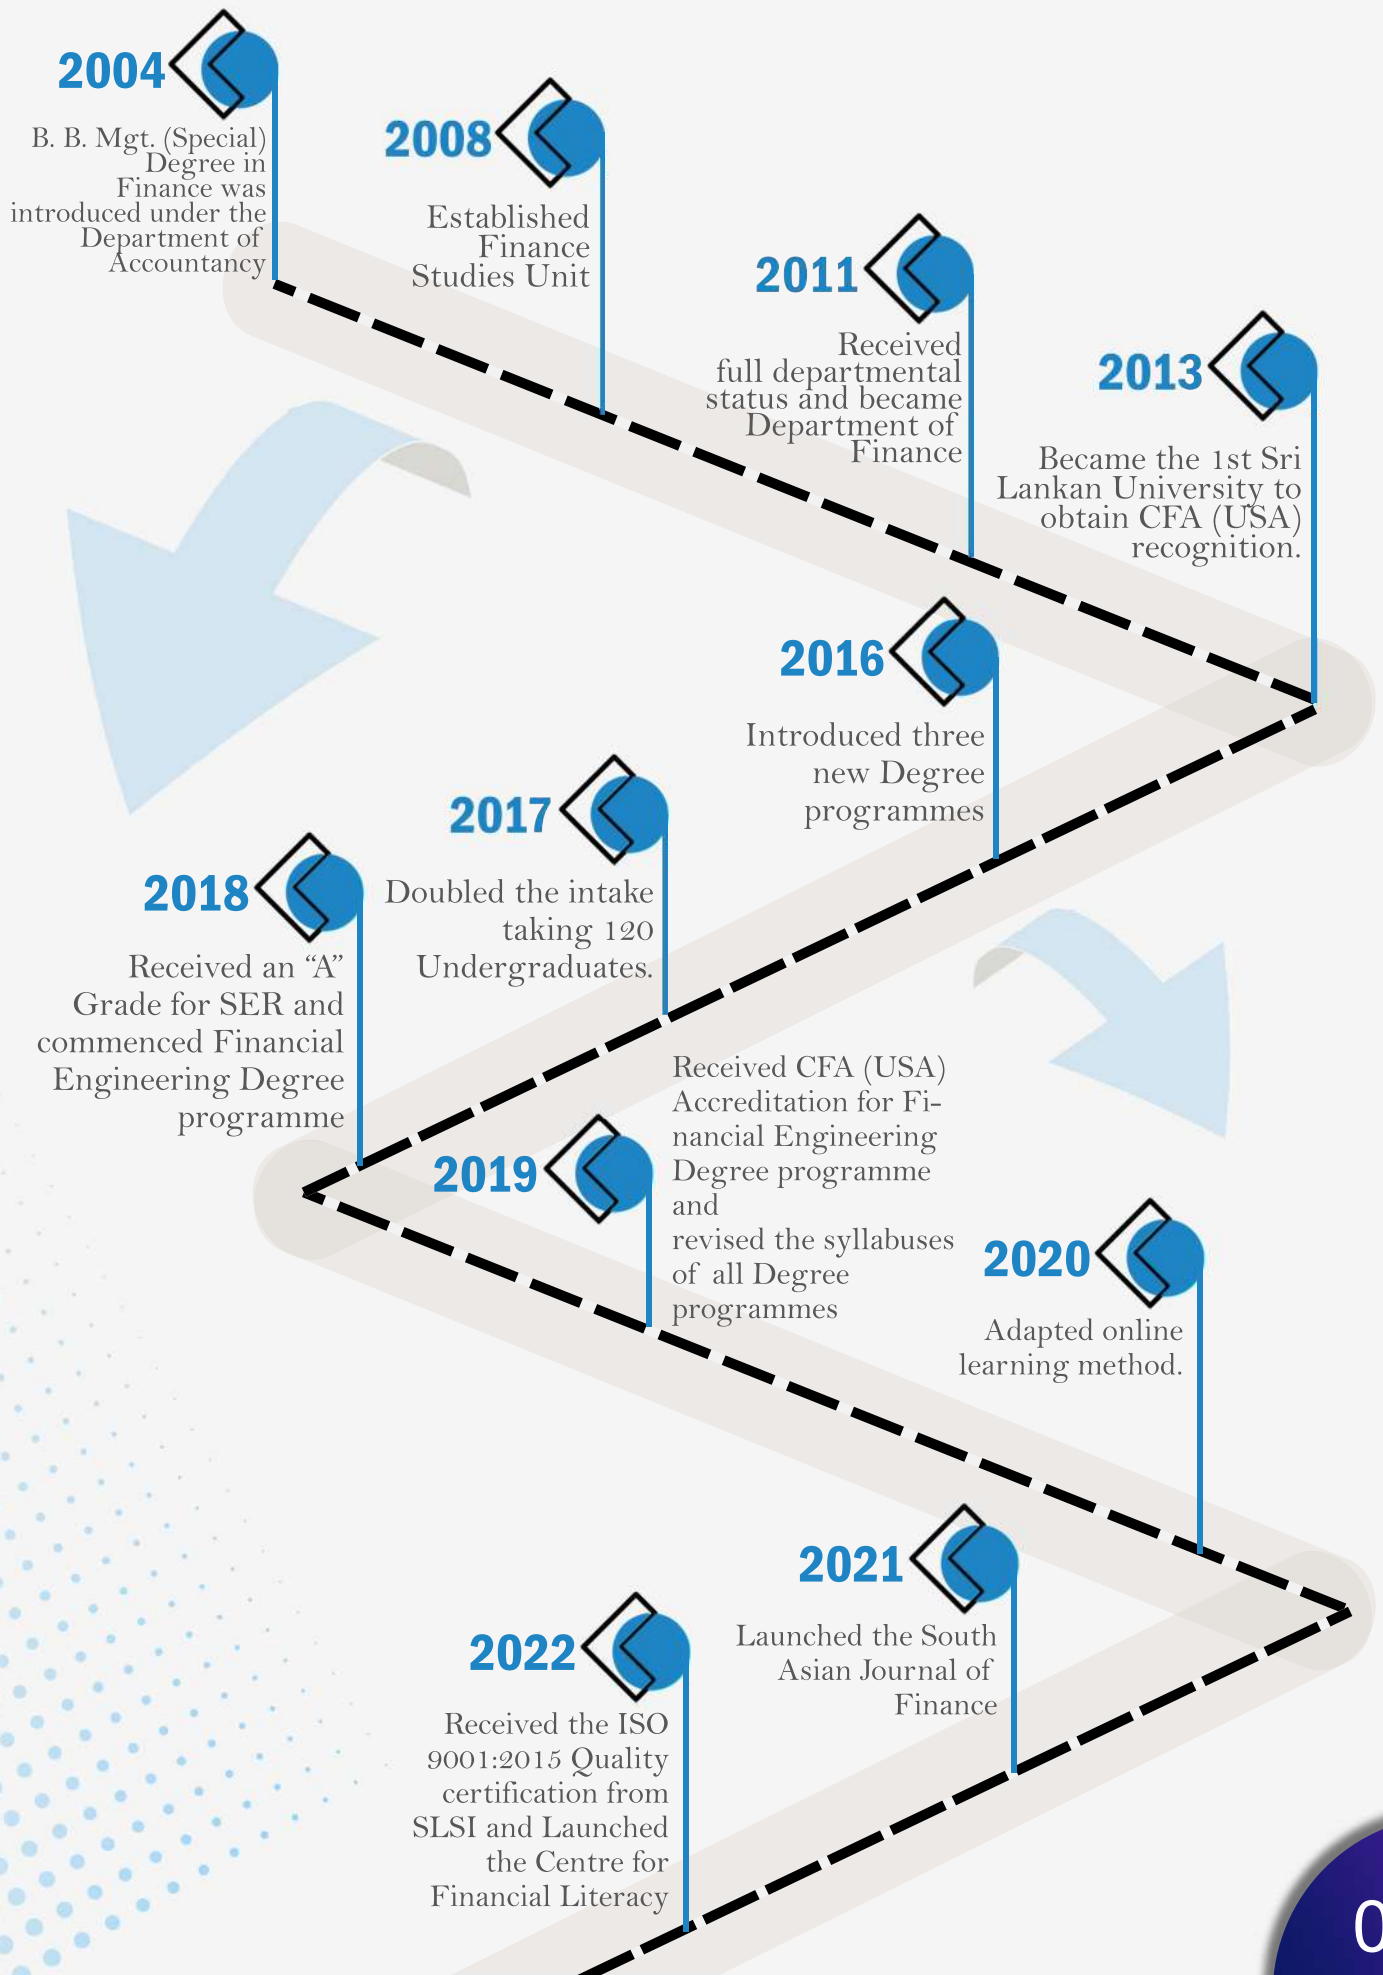 2004
B. B. Mgt. (Special)
Degree in
Finance was
introduced under the
Department of
Accountancy
2008
Established
Finance
Studies Unit
2011
Received
full departmental
status and became
Department of
Finance
2013
Became the 1st Sri
Lankan University to
obtain CFA (USA)
recognition.
2016
Introduced three
new Degree
programmes
2017
Doubled the intake
taking 120
Undergraduates.
2018
Received an “A”
Grade for SER and
commenced Financial
Engineering Degree
programme
2019
Received CFA (USA)
Accreditation for Fi-
nancial Engineering
Degree programme
and
revised the syllabuses
of all Degree
programmes
2020
Adapted online
learning method.
2021
Launched the South
Asian Journal of
Finance
2022
Received the ISO
9001:2015 Quality
certification from
SLSI and Launched
the Centre for
Financial Literacy